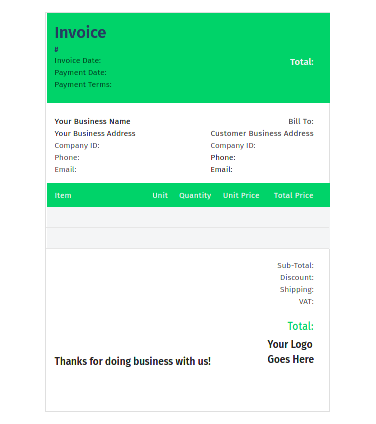 Invoice
#
Invoice Date:
Payment Date:
Total:
Payment Terms:
Your Business Name
Bill To:
Your Business Address
Customer Business Address
Company ID:
Company ID:
Phone:
Phone:
Email:
Email:
Item Unit Quantity Unit Price Total Price
Sub-Total:
Discount:
Shipping:
VAT:
Total:
Your Logo
Goes Here
Thanks for doing business with us!